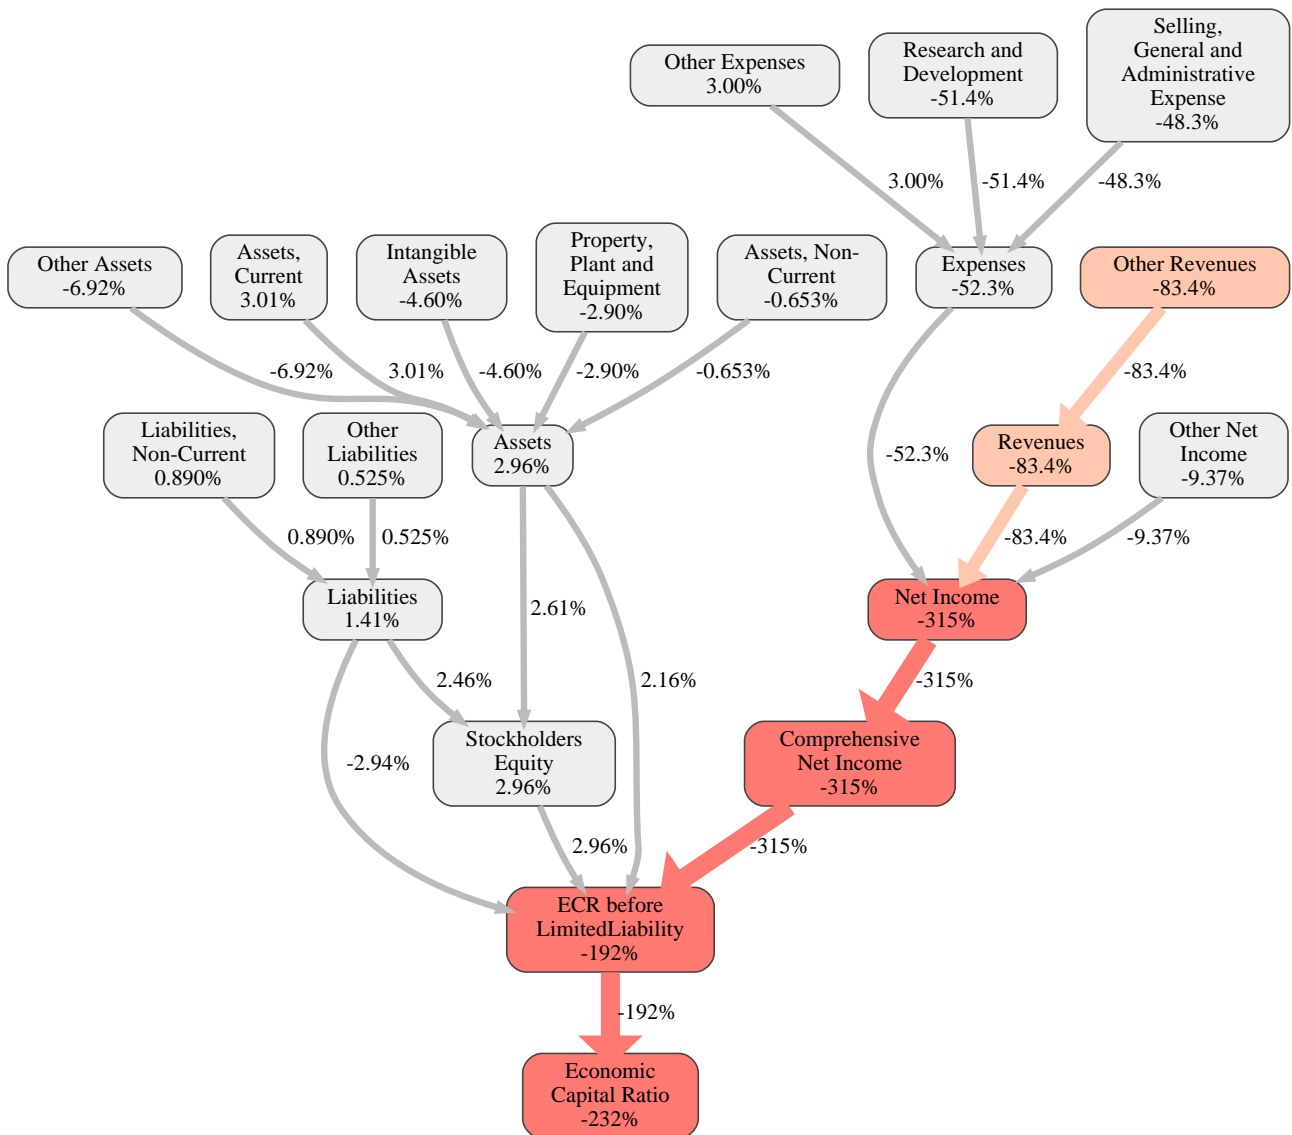 Selling,
General and
Administrative
Expense
-48.3%
Research and
Development
-51.4%
Other Expenses
3.00%
3.00%
-51.4%
-48.3%
Other Assets
-6.92%
Assets,
Current
3.01%
Intangible
Assets
-4.60%
Property,
Plant and
Equipment
-2.90%
Assets, Non-
Current
-0.653%
Expenses
-52.3%
Other Revenues
-83.4%
-6.92%
3.01%
-4.60%
-2.90%
-0.653%
-83.4%
Liabilities,
Non-Current
0.890%
Other
Liabilities
0.525%
Assets
2.96%
-52.3%
Revenues
-83.4%
Other Net
Income
-9.37%
0.890%
0.525%
-83.4%
-9.37%
Liabilities
1.41%
2.61%
Net Income
-315%
2.46%
2.16%
-315%
-2.94%
Stockholders
Equity
2.96%
Comprehensive
Net Income
-315%
2.96%
-315%
ECR before
LimitedLiability
-192%
-192%
Economic
Capital Ratio
-232%